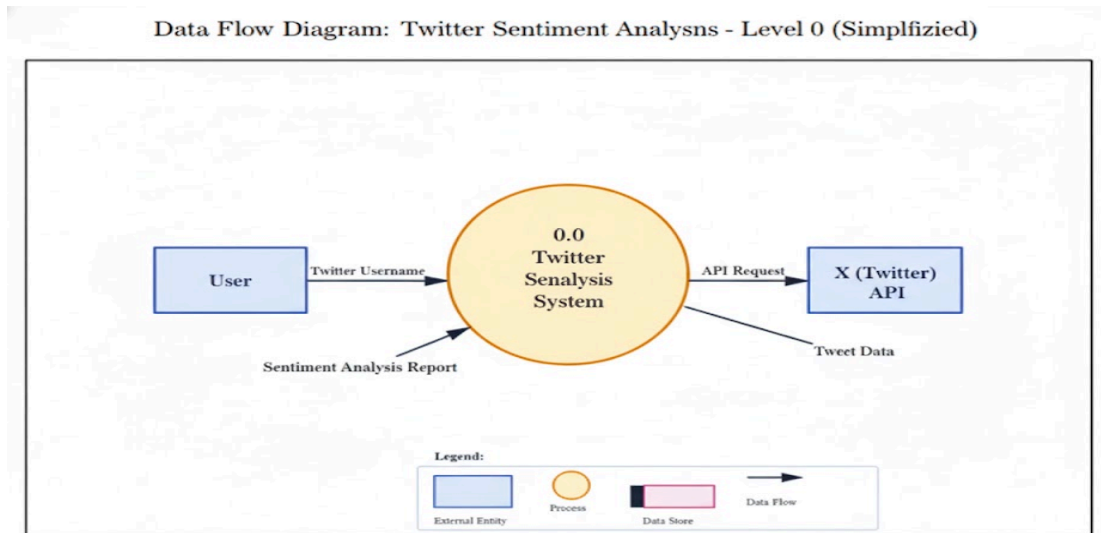 Data Flow Diagram: Twitter Sentiment Analysns - Level 0 (Simplfizied)
0.0
Twitter
Senalysis
System
User
Twitter Username
API Request
X (Twitter)
API
Sentiment Analysis Report
Tweet Data
Legend:
External Entity
Process
Data Store
Data Flow